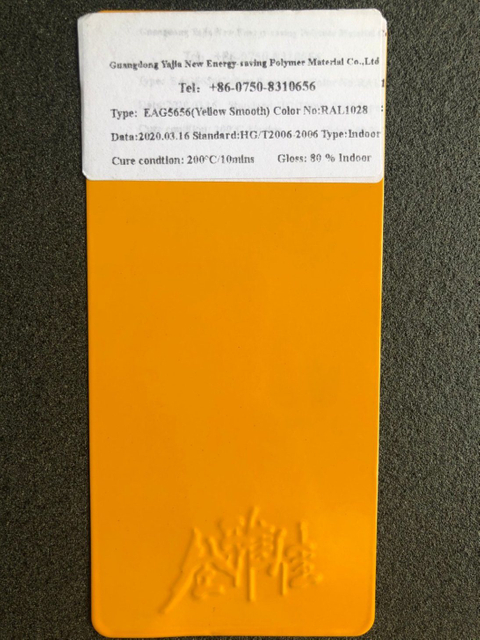 Guangdong Yajia New Energy-saving Polymer Material Co.,Ltd
Tel: +86-0750-8310656
Type: EAG5656(Yellow Smooth) Color No:RAL1028
Data:2020.03.16 Standard:HG/T2006-2006 Type:Indoor
Cure condtion: 200°C/10mins Gloss: 80 % Indoor